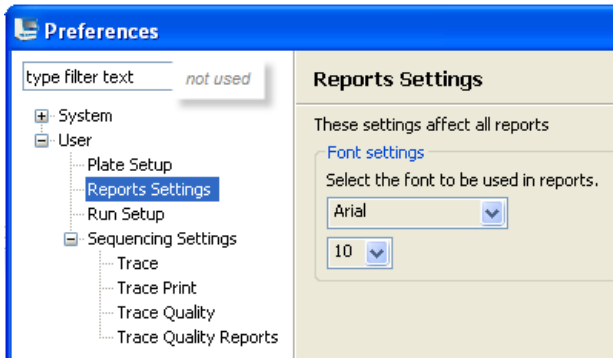 Preferences
type filter text
not used
System
User
Plate Setup
Reports Settings
Run Setup
Sequencing Settings
Trace
Trace Print
Trace Quality
Trace Quality Reports
Reports Settings
These settings affect all reports
Font settings
Select the font to be used in reports.
Arial
10